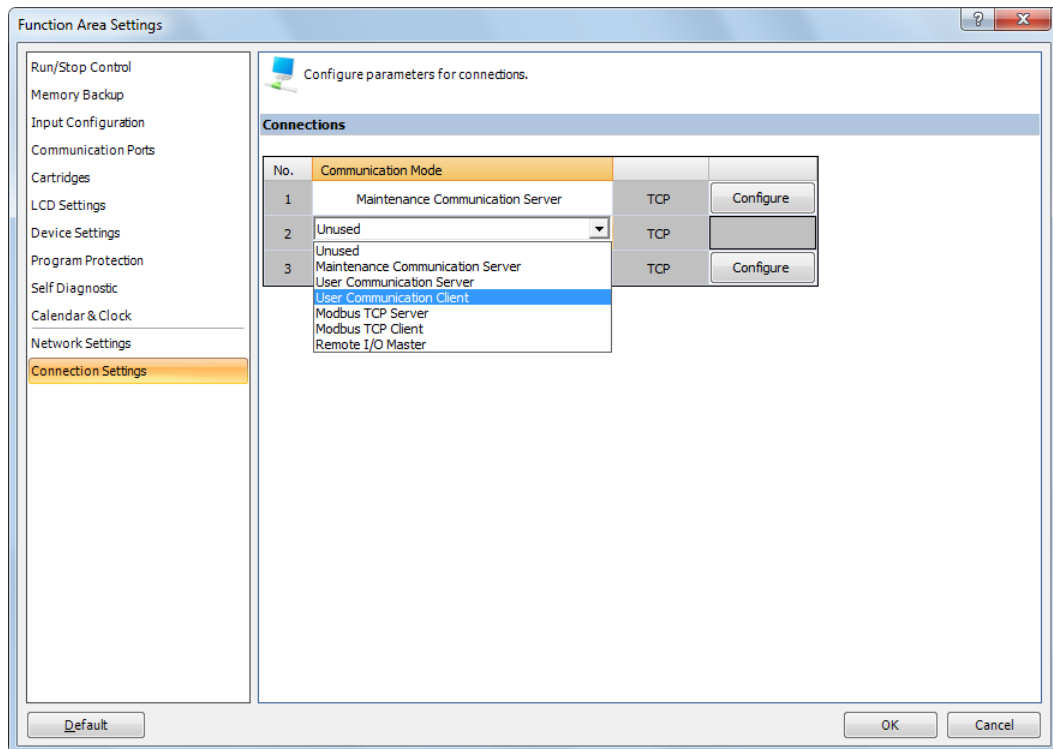 Function Area Settings
?
X
Run/Stop Control
Memory Backup
Input Configuration
Communication Ports
Cartridges
LCD Settings
Device Settings
Program Protection
Self Diagnostic
Calendar & Clock
Network Settings
Connection Settings
Configure parameters for connections.
Connections
No. Communication Mode
1 Maintenance Communication Server TCP Configure
2 Unused TCP
Unused
Maintenance Communication Server
User Communication Server
User Communication Client
Modbus TCP Server
Modbus TCP Client
Remote I/O Master
3 TCP Configure
Default
OK
Cancel